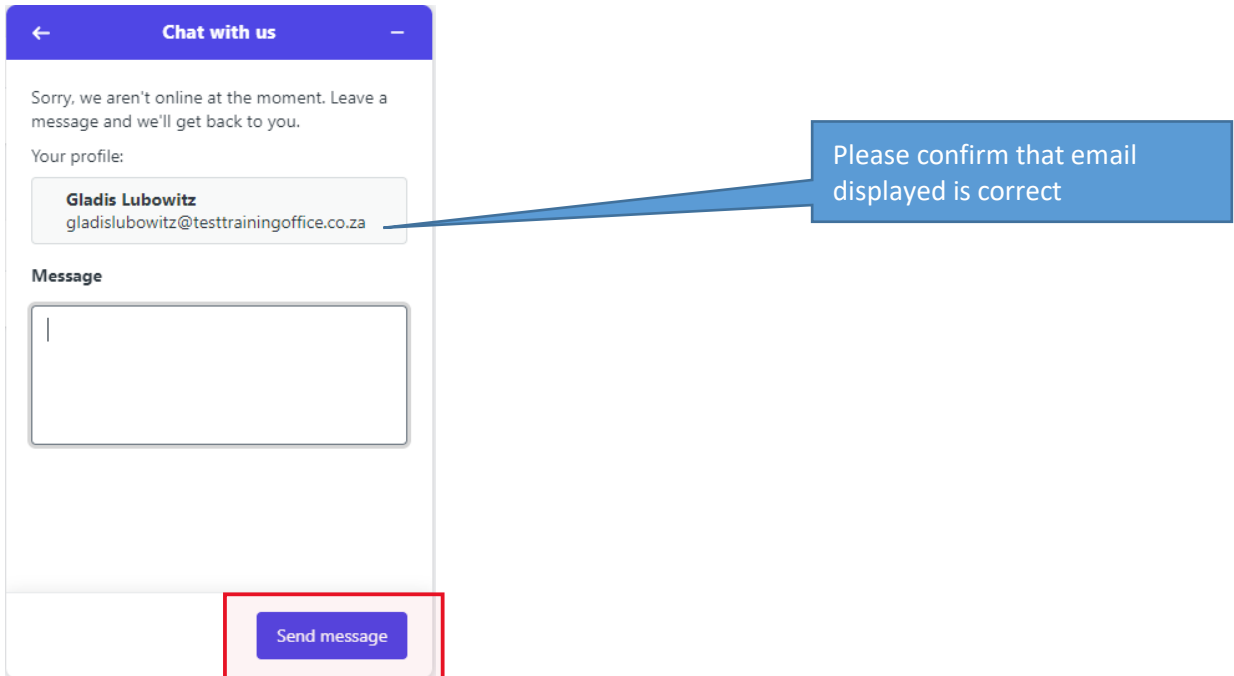 Chat with us
Sorry, we aren't online at the moment. Leave a
message and we'll get back to you.
Your profile:
Gladis Lubowitz
gladislubowitz@testtrainingoffice.co.za
Please confirm that email
displayed is correct
Message
Send message